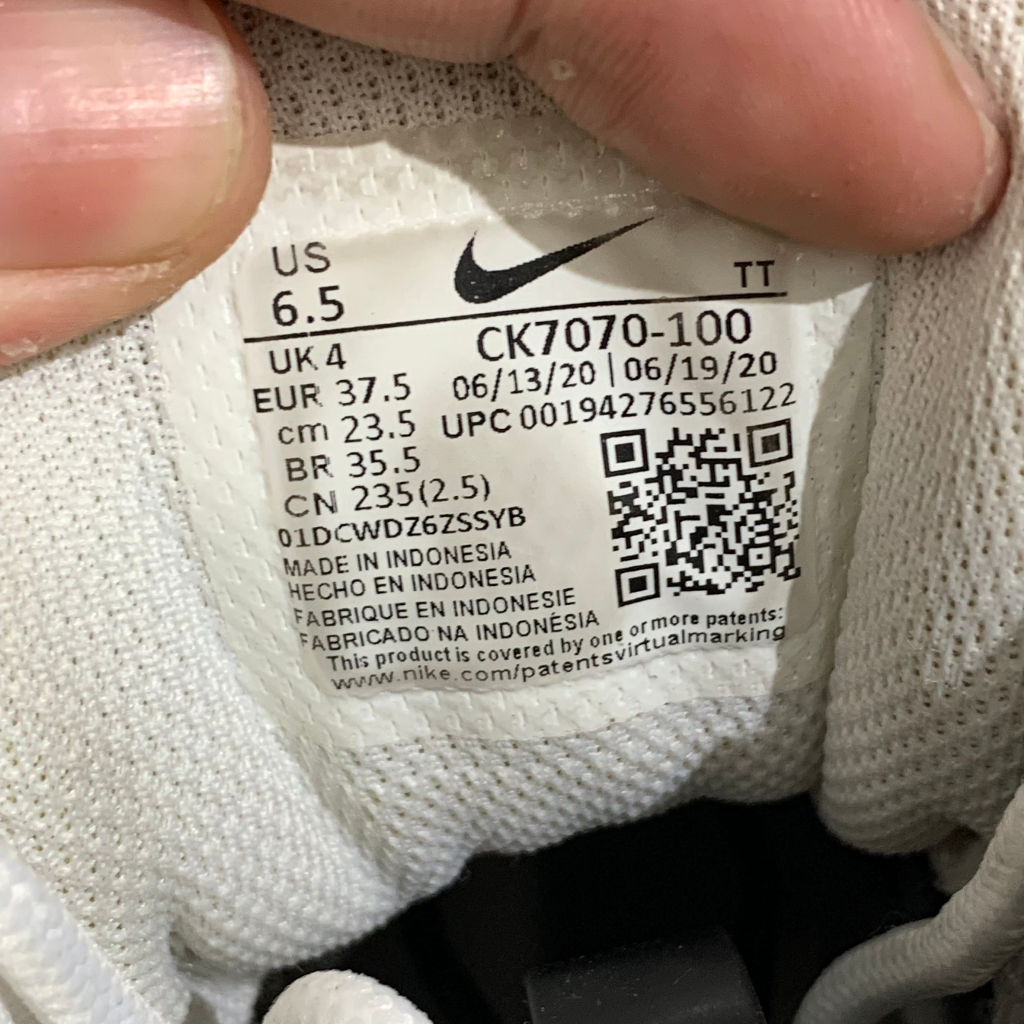 US
6.5
TT
UK 4
CK7070-100
EUR 37.5
06/13/20 | 06/19/20
cm 23.5
UPC 00194276556122
BR 35.5
CN 235(2.5)
01DCWDZ6ZSSYB
MADE IN INDONESIA
HECHO EN INDONESIA
FABRIQUE EN INDONESIE
FABRICADO NA INDONÉSIA
This product is covered by one or more patents:
www.nike.com/patentsvirtualmarking